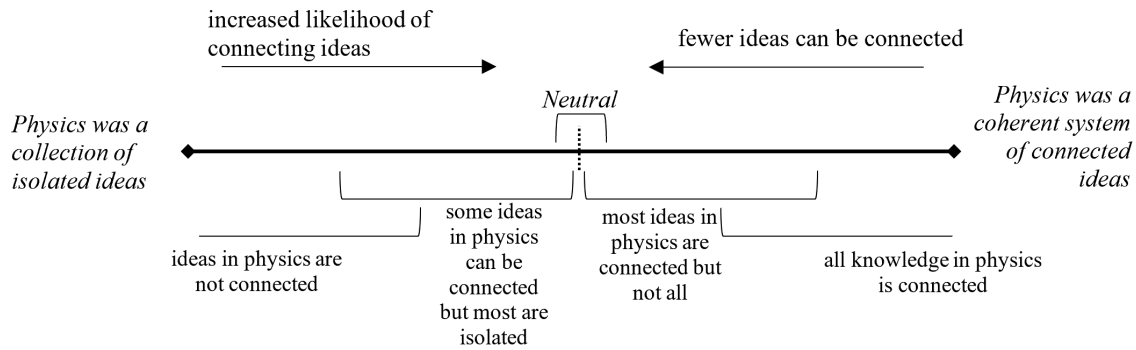 increased likelihood of
connecting ideas
fewer ideas can be connected
Neutral
Physics was a
collection of
isolated ideas
Physics was a
coherent system
of connected
ideas
ideas in physics are
not connected
some ideas
in physics
can be
connected
but most are
isolated
most ideas in
physics are
connected but
not all
all knowledge in physics
is connected